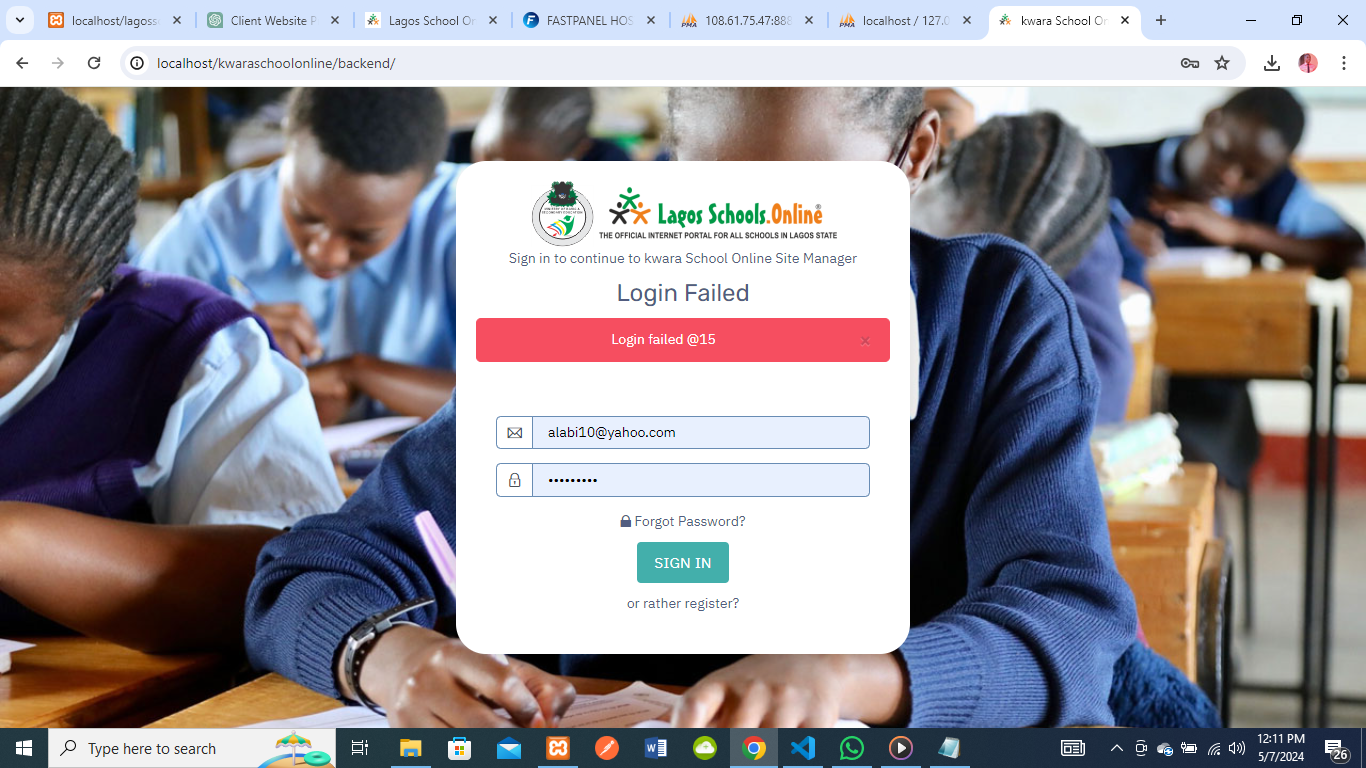 localhost/lagosse
Client Website P
Lagos School On
FASTPANEL HOS
108.61.75.47:888
localhost / 127.0
kwara School On
localhost/kwaraschoolonline/backend/
Lagos Schools.Online®
THE OFFICIAL INTERNET PORTAL FOR ALL SCHOOLS IN LAGOS STATE
Sign in to continue to kwara School Online Site Manager
Login Failed
Login failed @15
×
alabi10@yahoo.com
•••••••••
Forgot Password?
SIGN IN
or rather register?
Type here to search
12:11 PM
5/7/2024
26